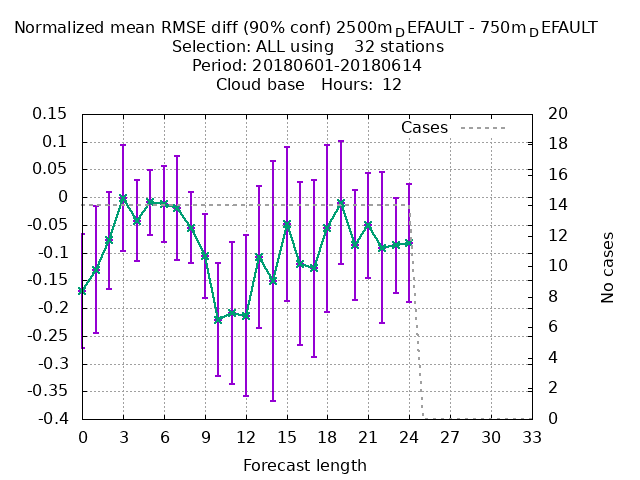 Normalized mean RMSE diff (90% conf) 2500mDEFAULT - 750mDEFAULT
Selection: ALL using    32 stations
Period: 20180601-20180614
Cloud base   Hours:  12
Cases
0.15
0.1
0.05
0
-0.05
-0.1
-0.15
-0.2
-0.25
-0.3
-0.35
-0.4
20
18
16
14
12
10
8
6
4
2
0
No cases
0 3 6 9 12 15 18 21 24 27 30 33
Forecast length